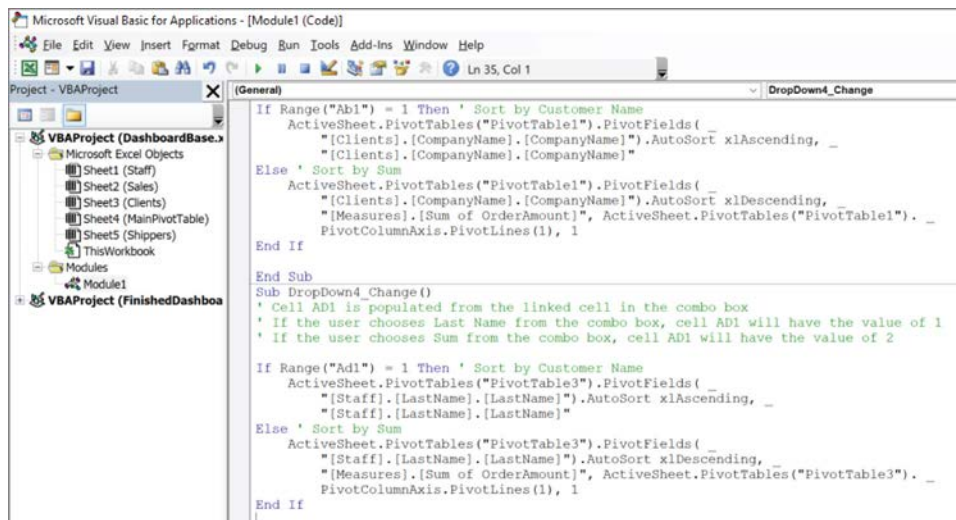 Microsoft Visual Basic for Applications - [Module1 (Code)]
File Edit View Insert Format Debug Run Tools Add-Ins Window Help
Ln 35, Col 1
Project - VBAProject
(General)
DropDown4_Change
VBAProject (DashboardBase.x
Microsoft Excel Objects
Sheet1 (Staff)
Sheet2 (Sales)
Sheet3 (Clients)
Sheet4 (MainPivotTable)
Sheet5 (Shippers)
ThisWorkbook
Modules
Module1
VBAProject (FinishedDashboa
If Range("Ab1") = 1 Then ' Sort by Customer Name
ActiveSheet.PivotTables("PivotTable1").PivotFields( _
"[Clients].[CompanyName].[CompanyName]").AutoSort xlAscending, _
"[Clients].[CompanyName].[CompanyName]"
Else ' Sort by Sum
ActiveSheet.PivotTables("PivotTable1").PivotFields( _
"[Clients].[CompanyName].[CompanyName]").AutoSort xlDescending, _
"[Measures].[Sum of OrderAmount]", ActiveSheet.PivotTables("PivotTable1"). _
PivotColumnAxis.PivotLines(1), 1
End If
End Sub
Sub DropDown4_Change()
' Cell AD1 is populated from the linked cell in the combo box
' If the user chooses Last Name from the combo box, cell AD1 will have the value of 1
' If the user chooses Sum from the combo box, cell AD1 will have the value of 2
If Range("Ad1") = 1 Then ' Sort by Customer Name
ActiveSheet.PivotTables("PivotTable3").PivotFields( _
"[Staff].[LastName].[LastName]").AutoSort xlAscending, _
"[Staff].[LastName].[LastName]"
Else ' Sort by Sum
ActiveSheet.PivotTables("PivotTable3").PivotFields( _
"[Staff].[LastName].[LastName]").AutoSort xlDescending, _
"[Measures].[Sum of OrderAmount]", ActiveSheet.PivotTables("PivotTable3"). _
PivotColumnAxis.PivotLines(1), 1
End If